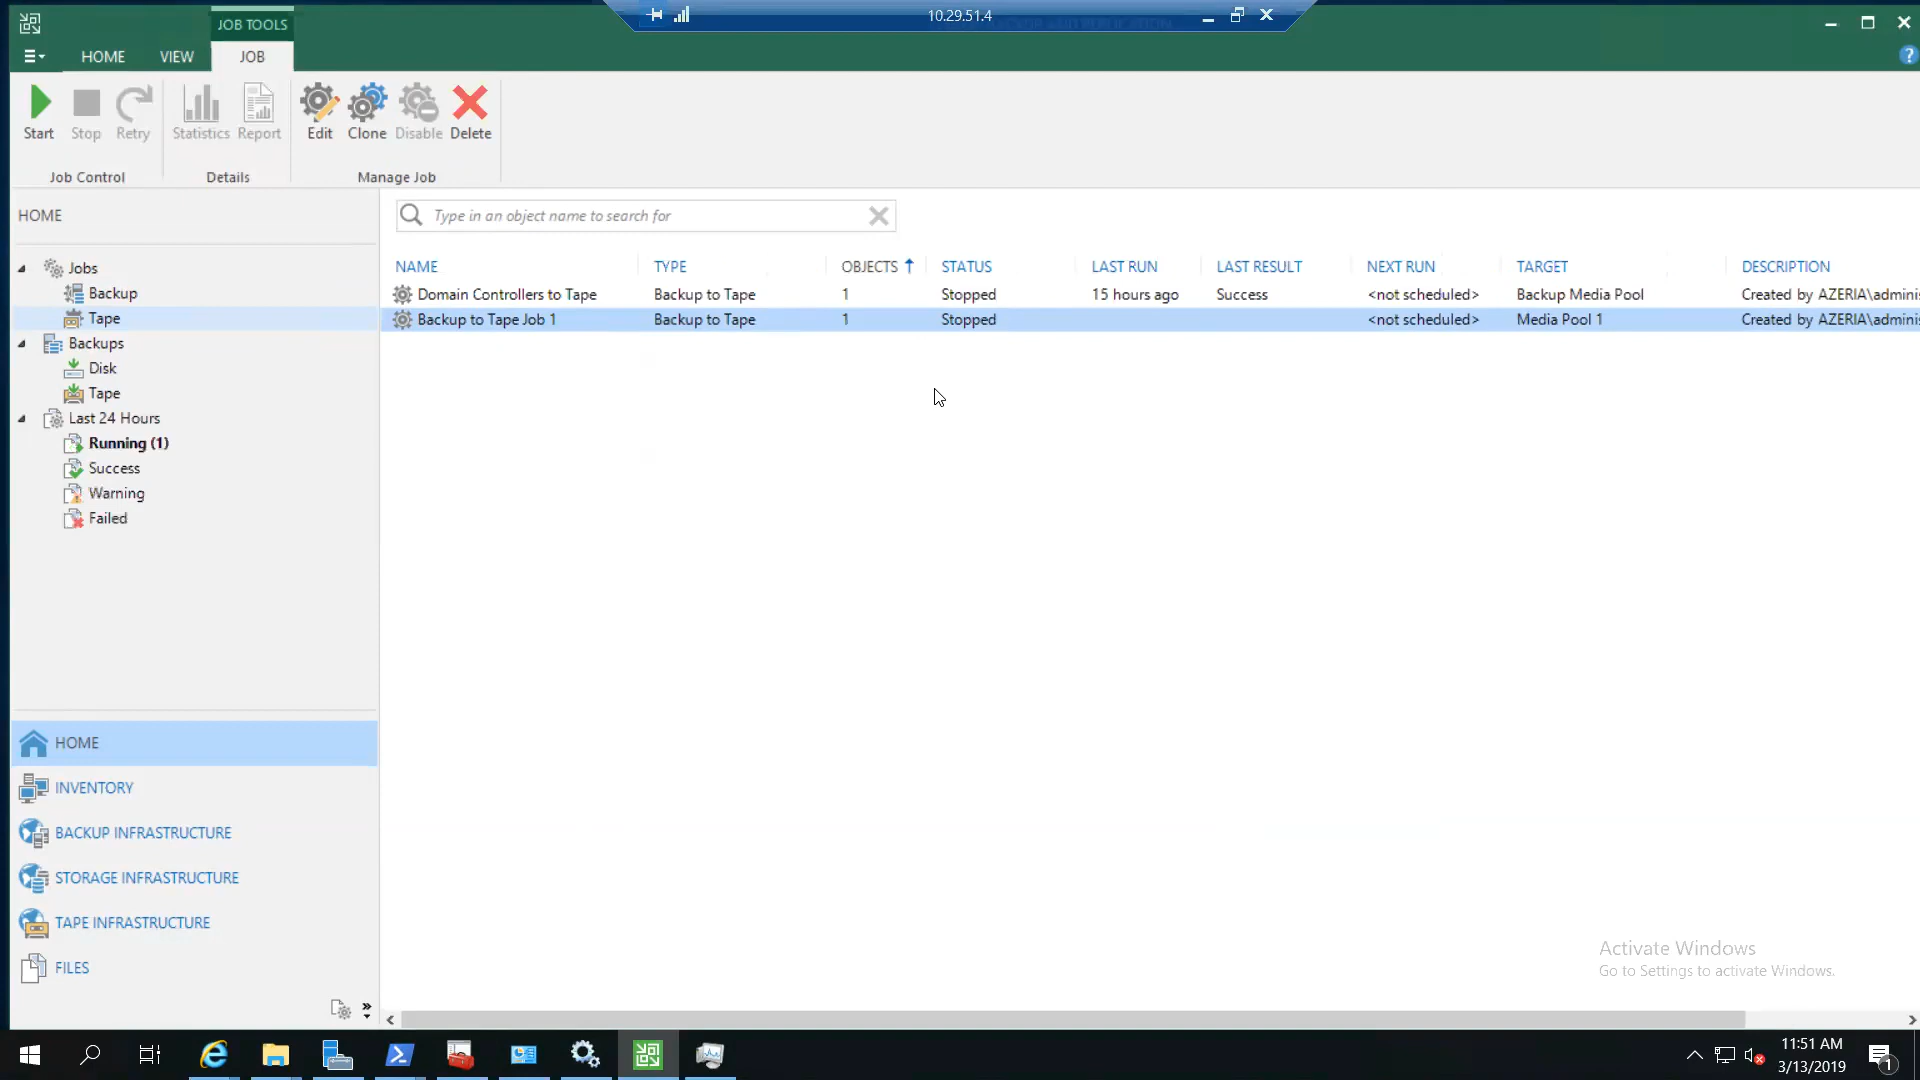 JOB TOOLS
10.29.51.4
HOME VIEW JOB
Start Stop Retry Statistics Report Edit Clone Disable Delete
Job Control Details Manage Job
HOME
Type in an object name to search for
Jobs
Backup
Tape
Backups
Disk
Tape
Last 24 Hours
Running (1)
Success
Warning
Failed
NAME TYPE OBJECTS STATUS LAST RUN LAST RESULT NEXT RUN TARGET DESCRIPTION
Domain Controllers to Tape Backup to Tape 1 Stopped 15 hours ago Success <not scheduled> Backup Media Pool Created by AZERIA\adminis
Backup to Tape Job 1 Backup to Tape 1 Stopped <not scheduled> Media Pool 1 Created by AZERIA\adminis
HOME
INVENTORY
BACKUP INFRASTRUCTURE
STORAGE INFRASTRUCTURE
TAPE INFRASTRUCTURE
FILES
Activate Windows
Go to Settings to activate Windows.
11:51 AM
3/13/2019
1